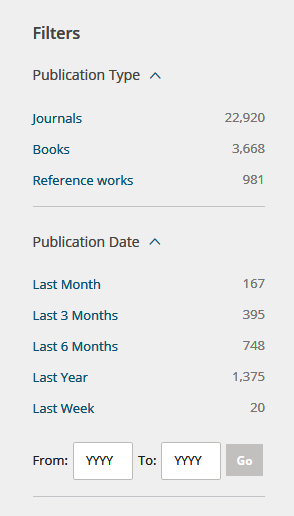 Filters
Publication Type
Journals 22,920
Books 3,668
Reference works 981
Publication Date
Last Month 167
Last 3 Months 395
Last 6 Months 748
Last Year 1,375
Last Week 20
From: YYYY To: YYYY Go